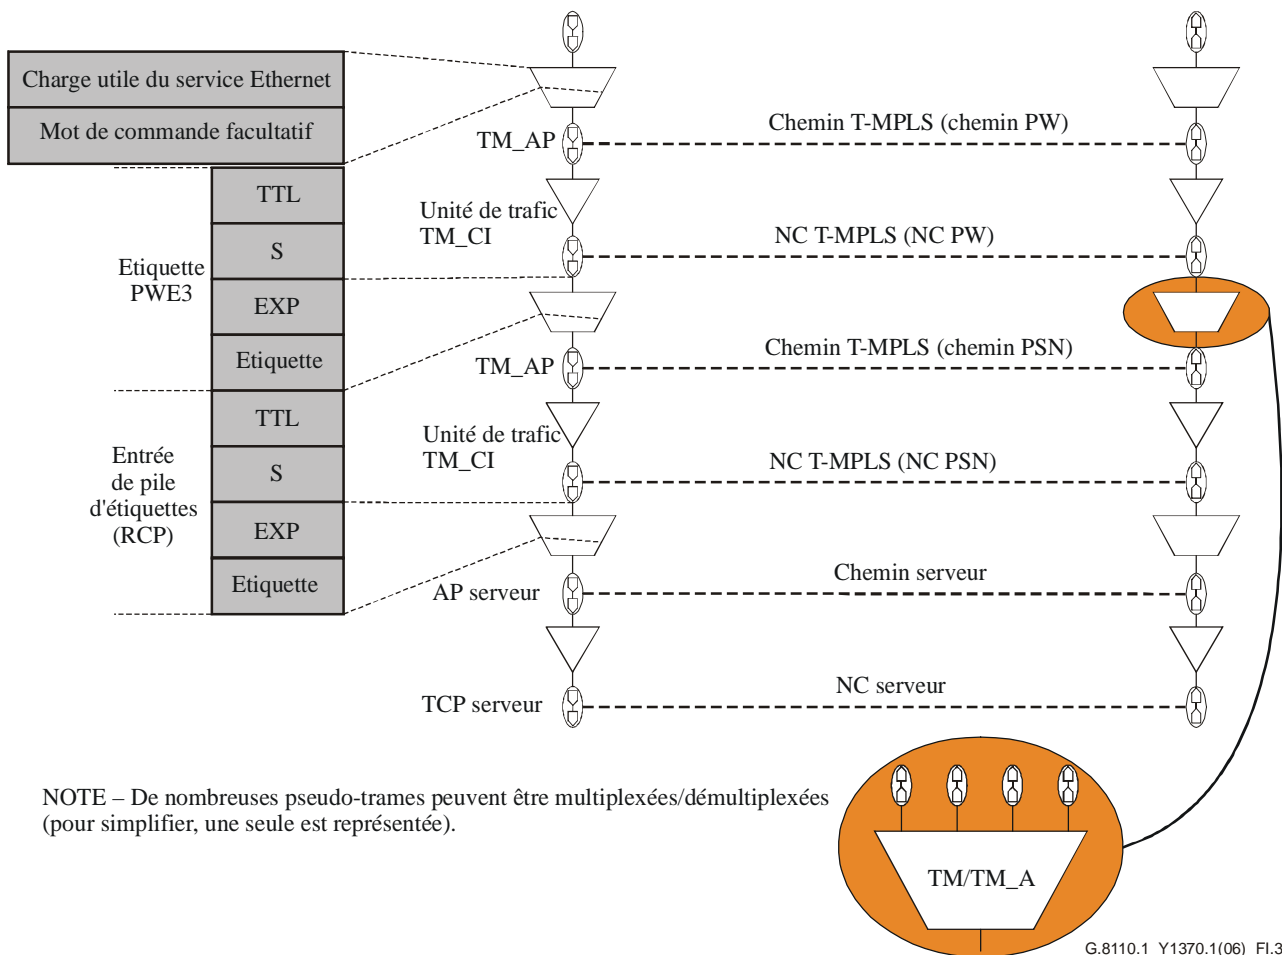 Charge utile du service Ethernet
Mot de commande facultatif
TTL
S
EXP
Etiquette
Etiquette
PWE3
TTL
S
EXP
Etiquette
Entrée
de pile
d'étiquettes
(RCP)
TM_AP
Chemin T-MPLS (chemin PW)
Unité de trafic
TM_CI
NC T-MPLS (NC PW)
TM_AP
Chemin T-MPLS (chemin PSN)
Unité de trafic
TM_CI
NC T-MPLS (NC PSN)
AP serveur
Chemin serveur
TCP serveur
NC serveur
NOTE – De nombreuses pseudo-trames peuvent être multiplexées/démultiplexées
(pour simplifier, une seule est représentée).
TM/TM_A
G.8110.1 Y1370.1(06) FI.3